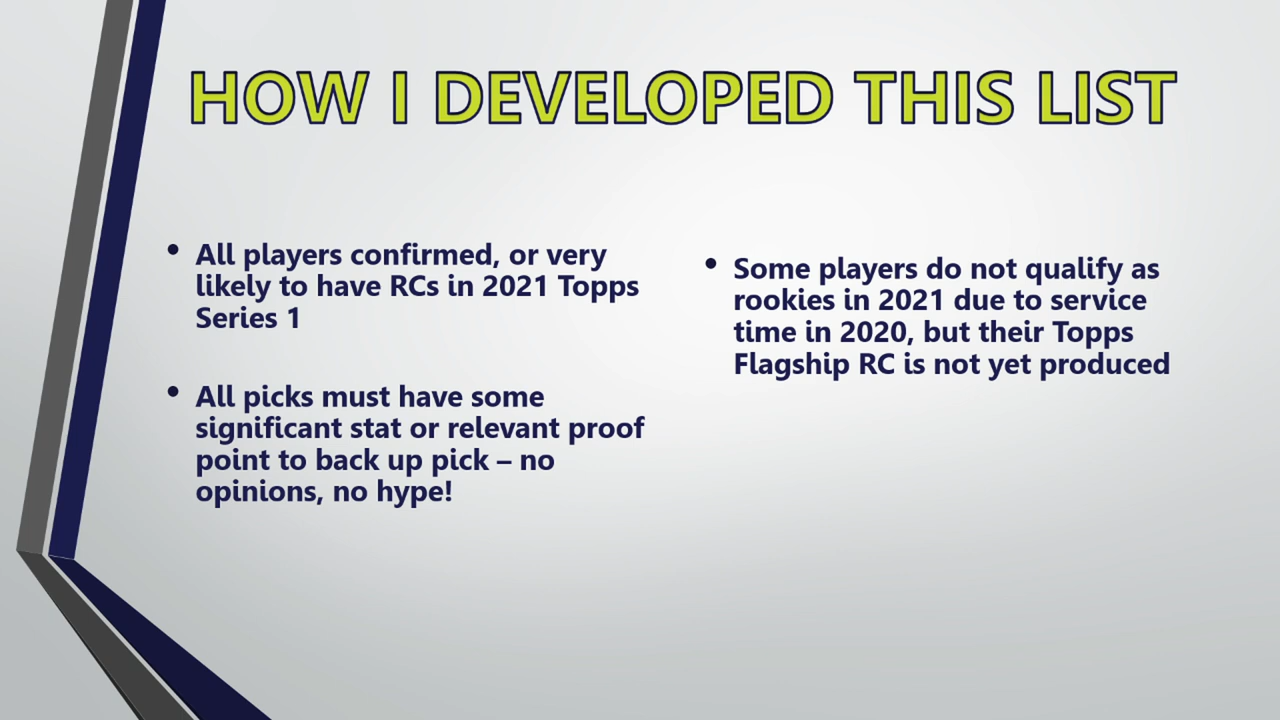 HOW I DEVELOPED THIS LIST
• All players confirmed, or very
likely to have RCs in 2021 Topps
Series 1
• All picks must have some
significant stat or relevant proof
point to back up pick – no
opinions, no hype!
• Some players do not qualify as
rookies in 2021 due to service
time in 2020, but their Topps
Flagship RC is not yet produced